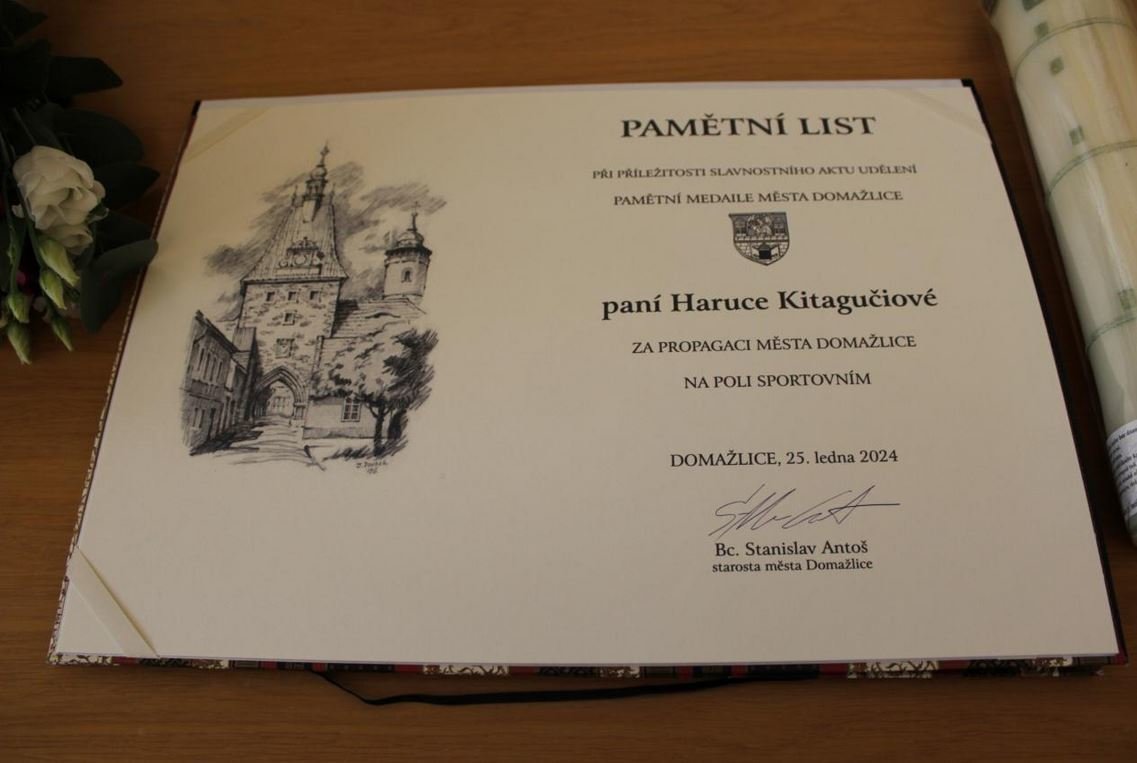 PAMĚTNÍ LIST
PŘI PŘÍLEŽITOSTI SLAVNOSTNÍHO AKTU UDĚLENÍ
PAMĚTNÍ MEDAILE MĚSTA DOMAŽLICE
paní Haruce Kitagučiové
ZA PROPAGACI MĚSTA DOMAŽLICE
NA POLI SPORTOVNÍM
DOMAŽLICE, 25. ledna 2024
Bc. Stanislav Antoš
starosta města Domažlice